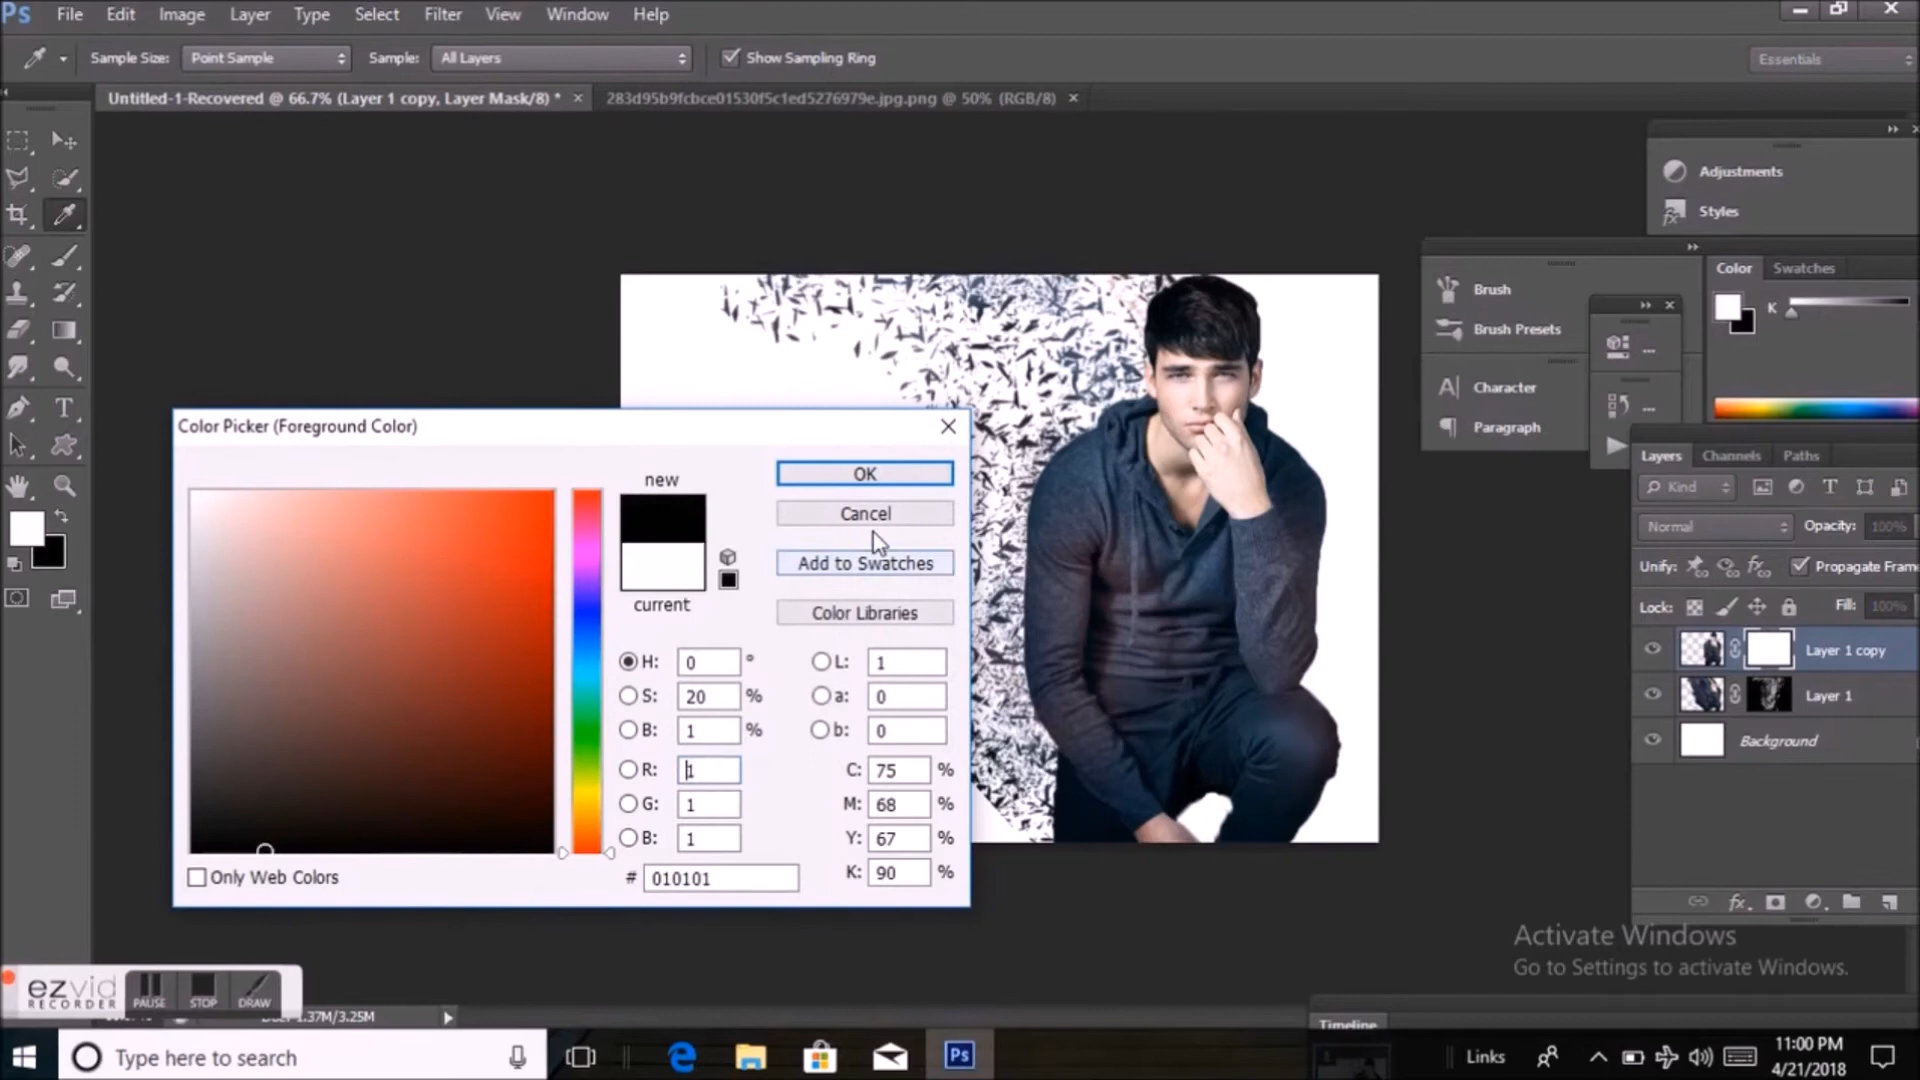 Ps File Edit Image Layer Type Select Filter View Window Help
Sample Size: Point Sample Sample: All Layers Show Sampling Ring Essentials
Untitled-1-Recovered @ 66.7% (Layer 1 copy, Layer Mask/8) * × 283d95b9fcbce01530f5c1ed5276979e.jpg.png @ 50% (RGB/8) ×
Adjustments
Styles
Brush
Brush Presets
Character
Paragraph
Color Swatches
K
Color Picker (Foreground Color)
new
current
OK
Cancel
Add to Swatches
Color Libraries
H: 0 °
S: 20 %
B: 1 %
R: 1
G: 1
B: 1
L: 1
a: 0
b: 0
C: 75 %
M: 68 %
Y: 67 %
K: 90 %
# 010101
Only Web Colors
Layers Channels Paths
Kind
Normal Opacity: 100%
Unify: Propagate Fram
Lock: Fill: 100%
Layer 1 copy
Layer 1
Background
fx
Activate Windows
Go to Settings to activate Windows.
ezvid
RECORDER
PAUSE STOP DRAW
1.37M/3.25M
Timeline
Type here to search
Ps
Links
11:00 PM
4/21/2018